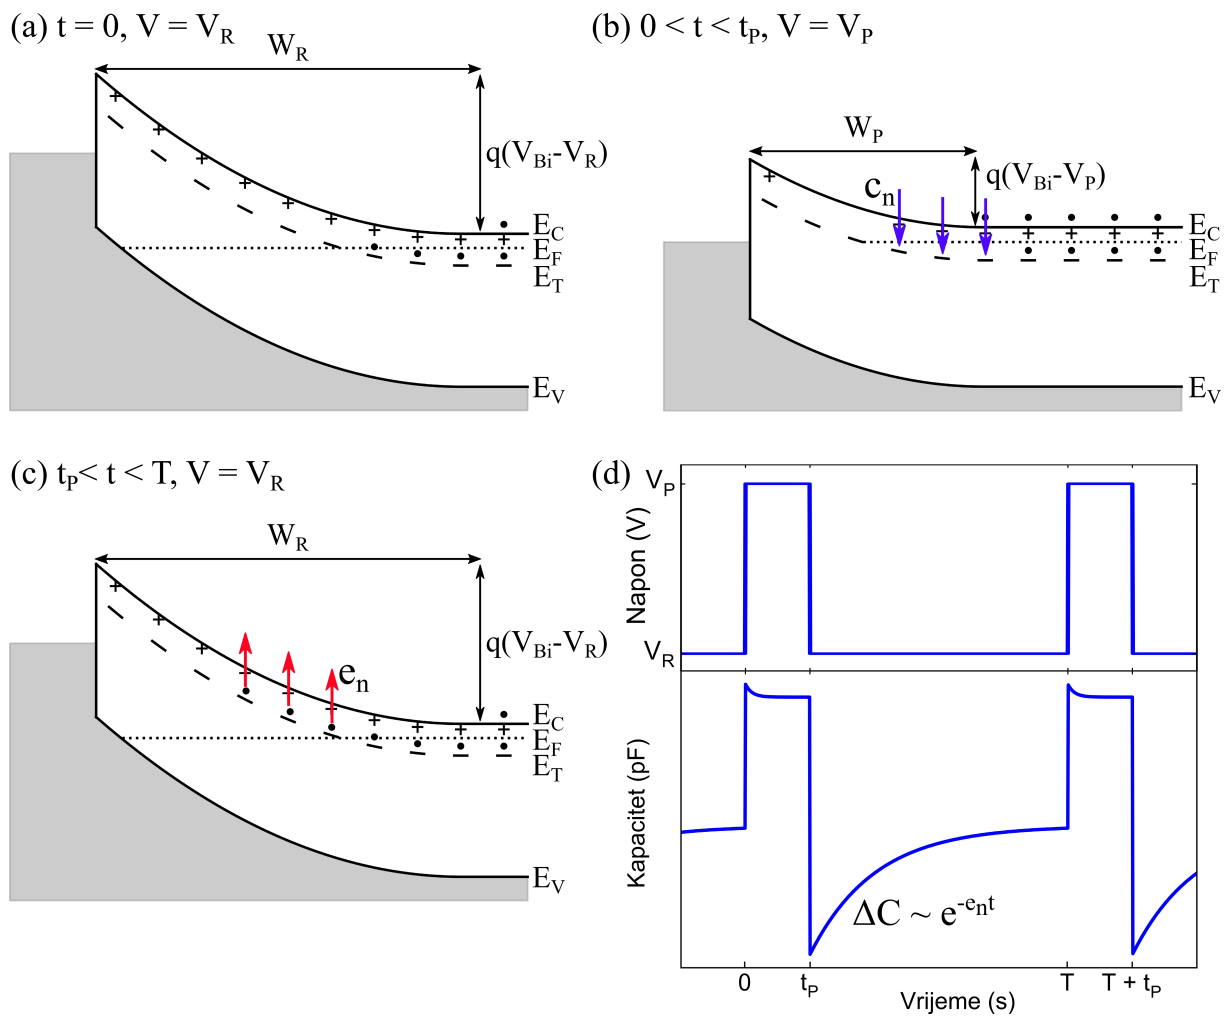 (a) t = 0, V = V_R
W_R
q(V_Bi-V_R)
E_C
E_F
E_T
E_V
(b) 0 < t < t_P, V = V_P
W_P
c_n
q(V_Bi-V_P)
E_C
E_F
E_T
E_V
(c) t_P< t < T, V = V_R
W_R
q(V_Bi-V_R)
e_n
E_C
E_F
E_T
E_V
(d)
V_P
V_R
Napon (V)
Kapacitet (pF)
ΔC ~ e^-e_nt
0 t_P T T + t_P
Vrijeme (s)